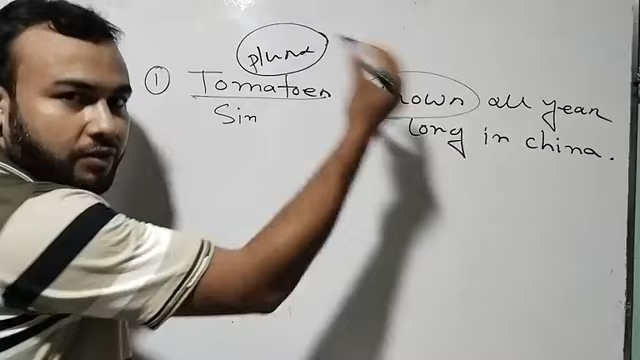 plural
① Tomatoes all year
Sin long in china.